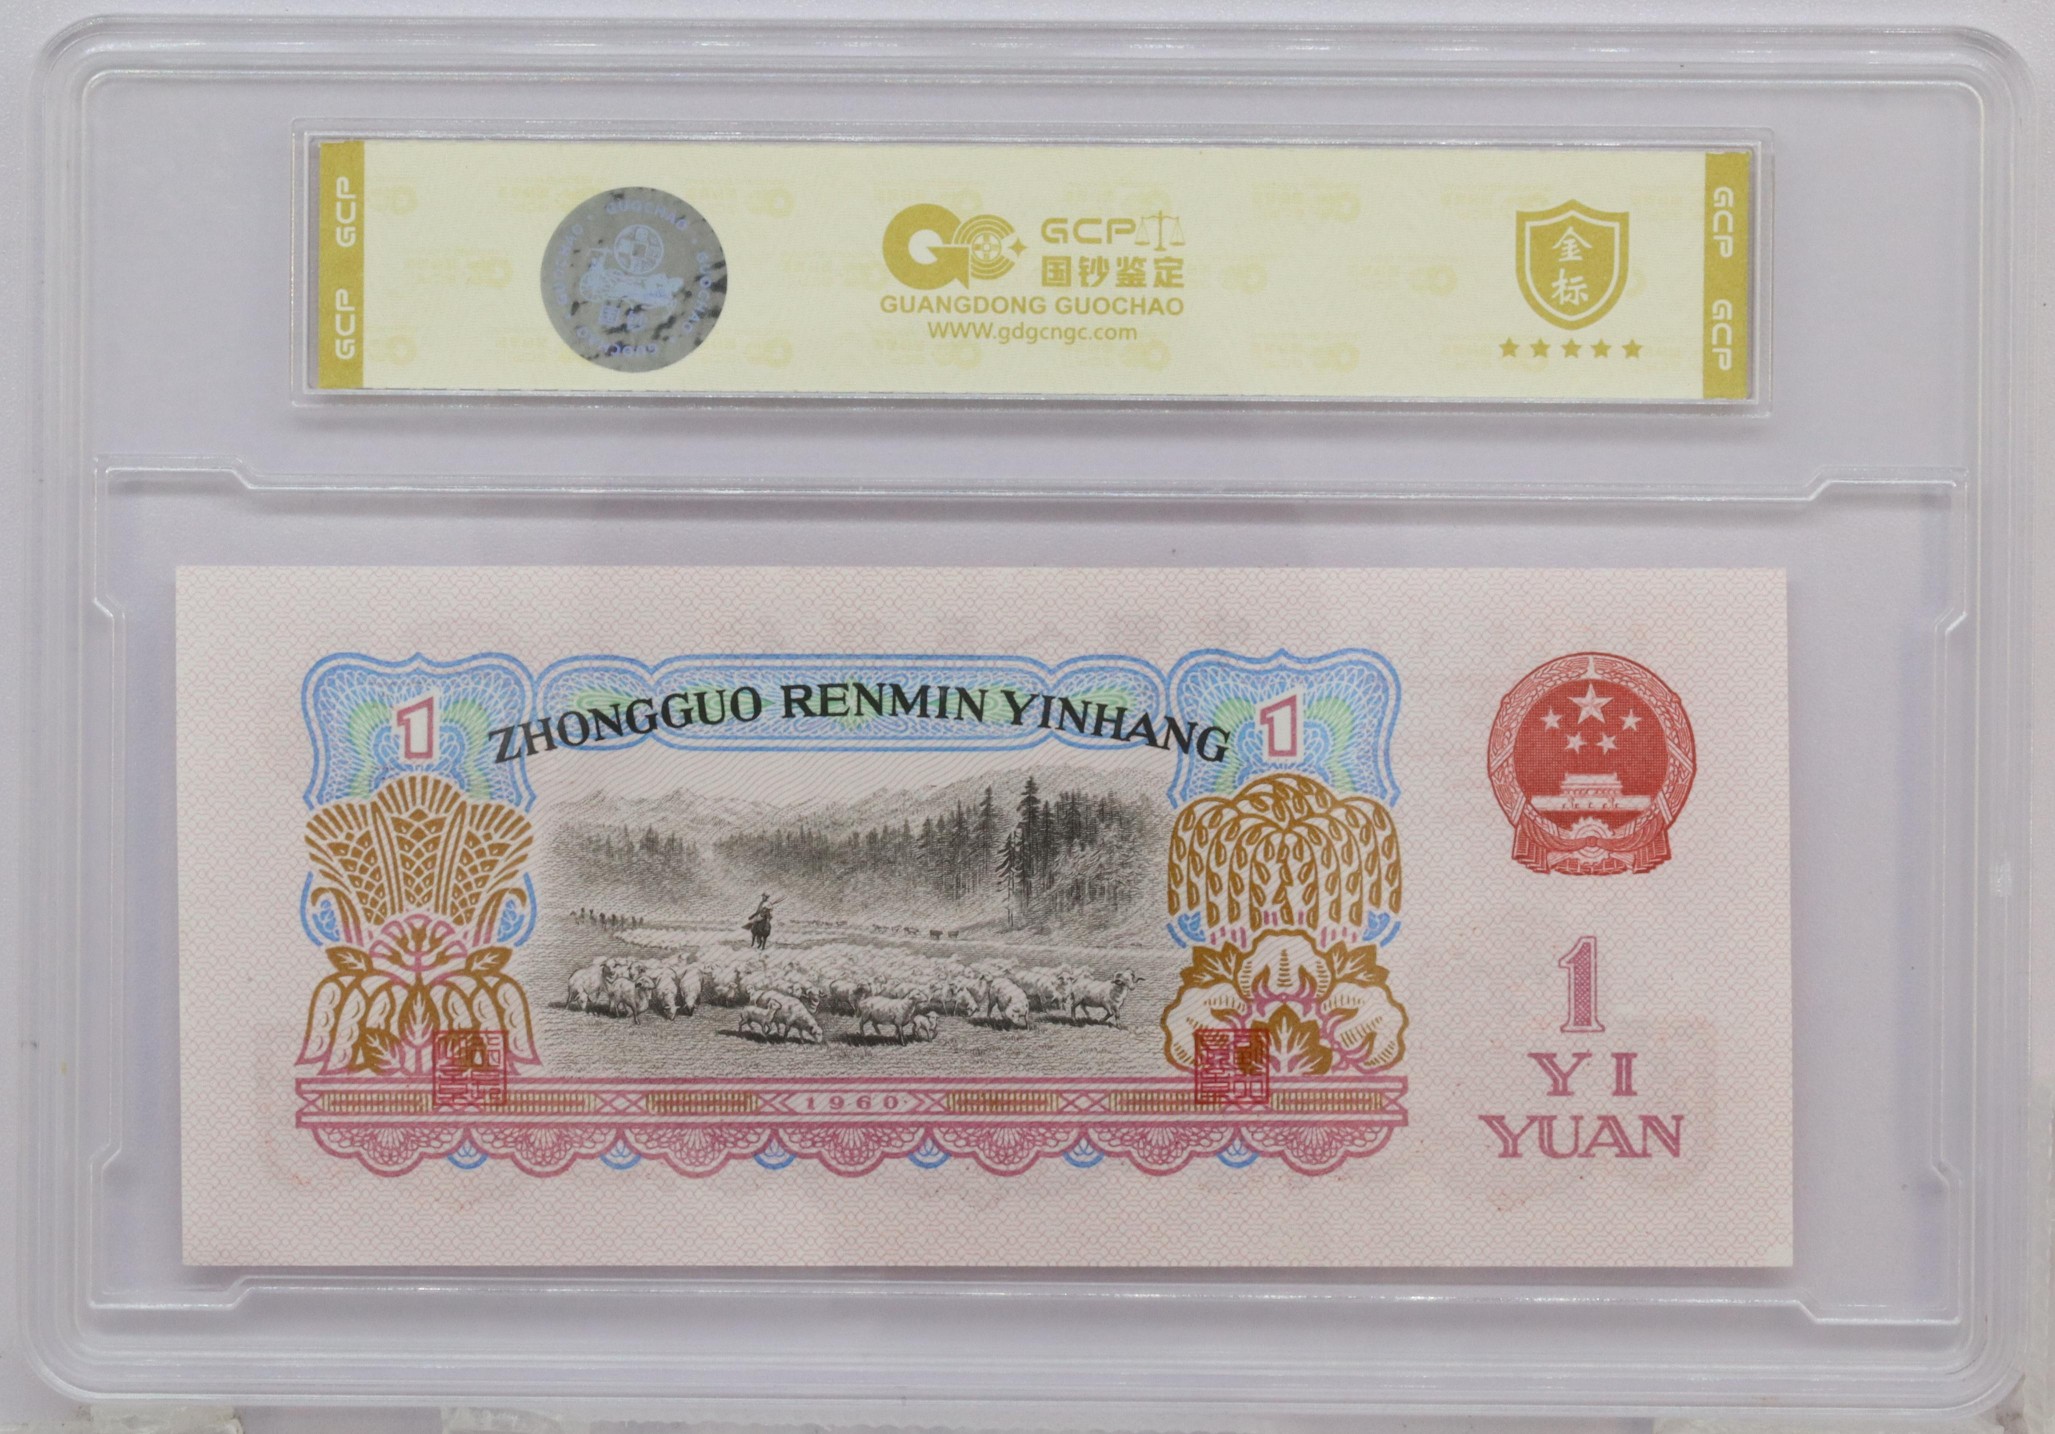 GCP
GCP
GCP
国钞鉴定
GUANGDONG GUOCHAO
WWW.gdgcngc.com
金
标
GCP
GCP
GUOCHAO
1
ZHONGGUO RENMIN YINHANG
1
1
YI
YUAN
1960